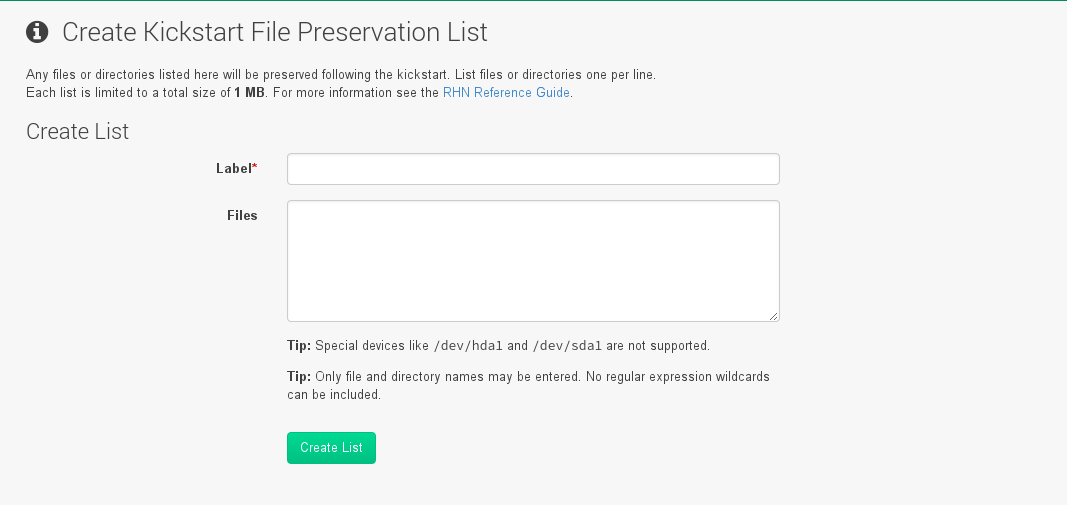 Create Kickstart File Preservation List
Any files or directories listed here will be preserved following the kickstart. List files or directories one per line.
Each list is limited to a total size of 1 MB. For more information see the RHN Reference Guide.
Create List
Label*
Files
Tip: Special devices like /dev/hda1 and /dev/sda1 are not supported.
Tip: Only file and directory names may be entered. No regular expression wildcards
can be included.
Create List